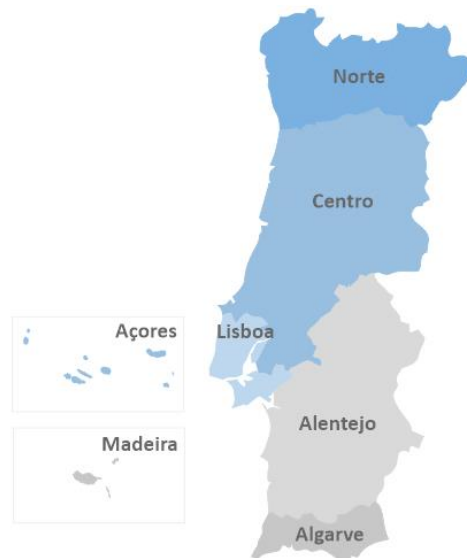 Norte
Centro
Lisboa
Açores
Madeira
Alentejo
Algarve